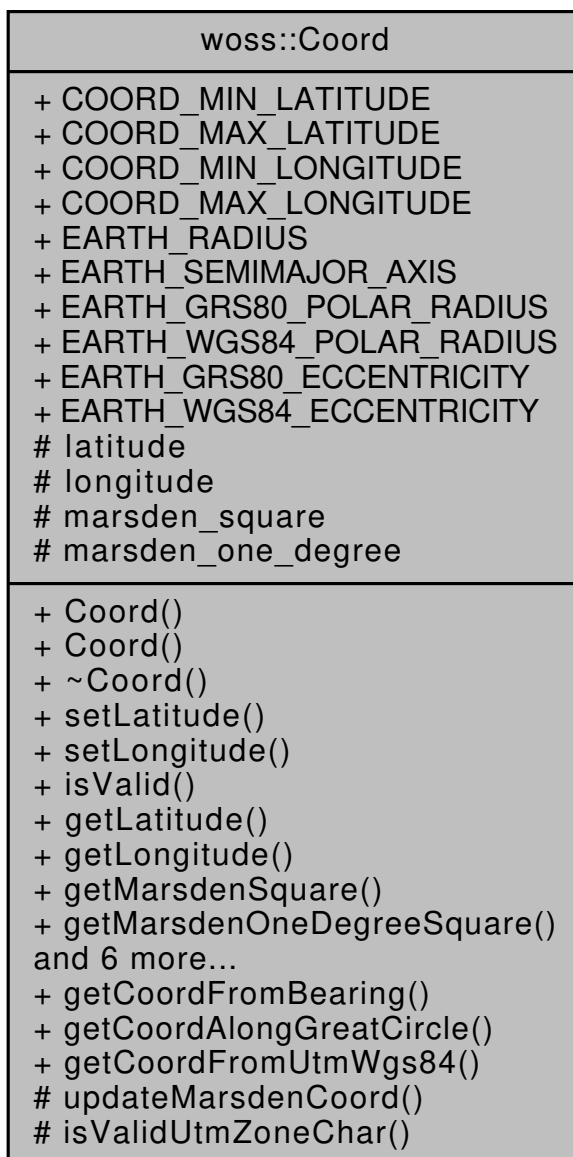 woss::Coord
+ COORD_MIN_LATITUDE
+ COORD_MAX_LATITUDE
+ COORD_MIN_LONGITUDE
+ COORD_MAX_LONGITUDE
+ EARTH_RADIUS
+ EARTH_SEMIMAJOR_AXIS
+ EARTH_GRS80_POLAR_RADIUS
+ EARTH_WGS84_POLAR_RADIUS
+ EARTH_GRS80_ECCENTRICITY
+ EARTH_WGS84_ECCENTRICITY
# latitude
# longitude
# marsden_square
# marsden_one_degree
+ Coord()
+ Coord()
+ ~Coord()
+ setLatitude()
+ setLongitude()
+ isValid()
+ getLatitude()
+ getLongitude()
+ getMarsdenSquare()
+ getMarsdenOneDegreeSquare()
and 6 more...
+ getCoordFromBearing()
+ getCoordAlongGreatCircle()
+ getCoordFromUtmWgs84()
# updateMarsdenCoord()
# isValidUtmZoneChar()